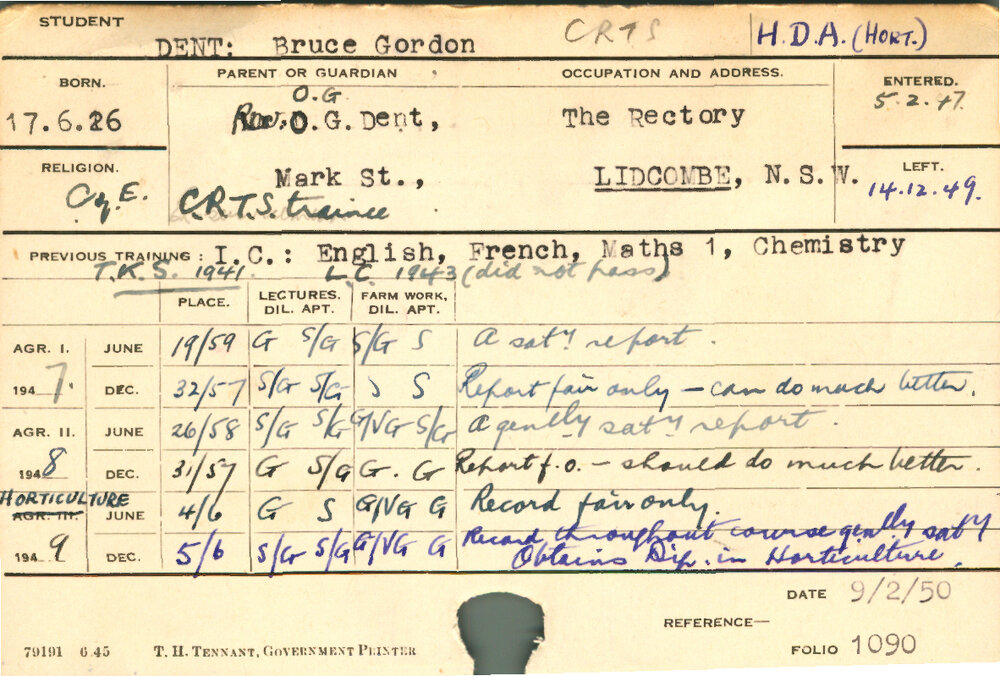 STUDENT
DENT: Bruce Gordon CRTS H.D.A. (HORT.)
BORN. PARENT OR GUARDIAN OCCUPATION AND ADDRESS. ENTERED.
O.G 5.2.47.
17.6.26 Rev. O.G. Dent, The Rectory
RELIGION. Mark St., LIDCOMBE, N.S.W. LEFT.
C of E. C.R.T.S. trainee 14.12.49.
PREVIOUS TRAINING: I.C.: English, French, Maths 1, Chemistry
T.K.S. 1941. L.C. 1943 (did not pass)
PLACE. LECTURES. DIL. APT. FARM WORK, DIL. APT.
AGR. I. JUNE 19/59 G S/G S/G S A sat^y report.
1947. DEC. 32/57 S/G S/G S S Report fair only – can do much better.
AGR. II. JUNE 26/58 S/G S/G G/VG S/G A gen^lly sat^y report.
1948 DEC. 31/57 G S/G G. G Report f.o. – should do much better.
HORTICULTURE
AGR. III. JUNE 4/6 G S G/VG G Record fair only.
1949 DEC. 5/6 S/G S/G G/VG G Record throughout course gen^lly sat^y
Obtains Dip. in Horticulture.
DATE 9/2/50
REFERENCE—
79191 6.45 T. H. TENNANT, GOVERNMENT PRINTER FOLIO 1090